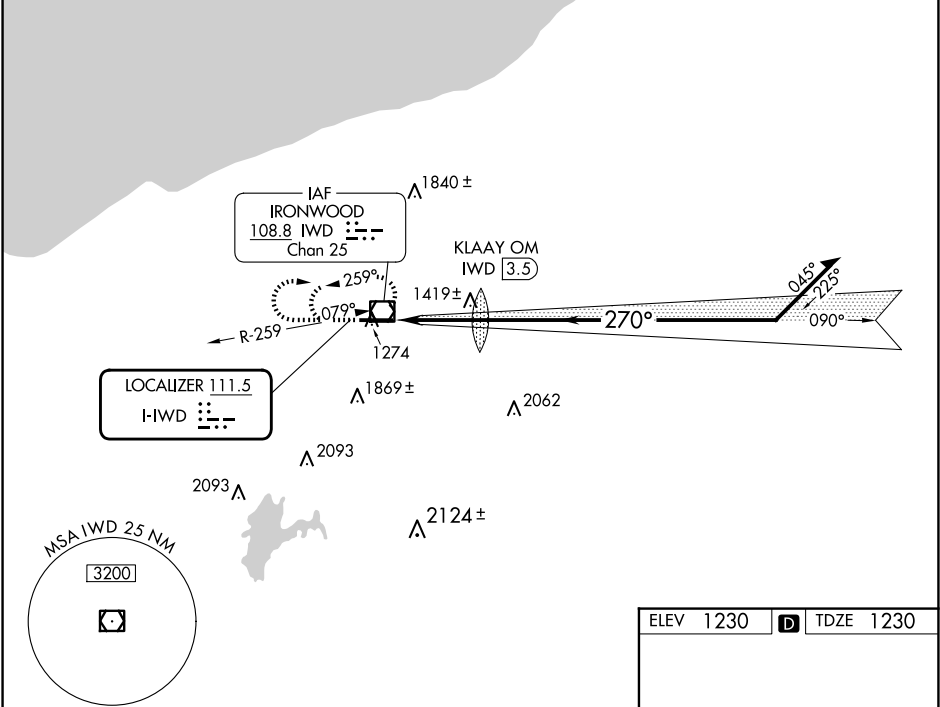 1840 ±
IAF
IRONWOOD
108.8 IWD
Chan 25
KLAAY OM
IWD 3.5
259°
079°
R-259
1419 ±
045°
225°
270°
090°
1274
LOCALIZER 111.5
I-IWD
1869 ±
2062
2093
2093
2124 ±
MSA IWD 25 NM
3200
ELEV 1230 D TDZE 1230